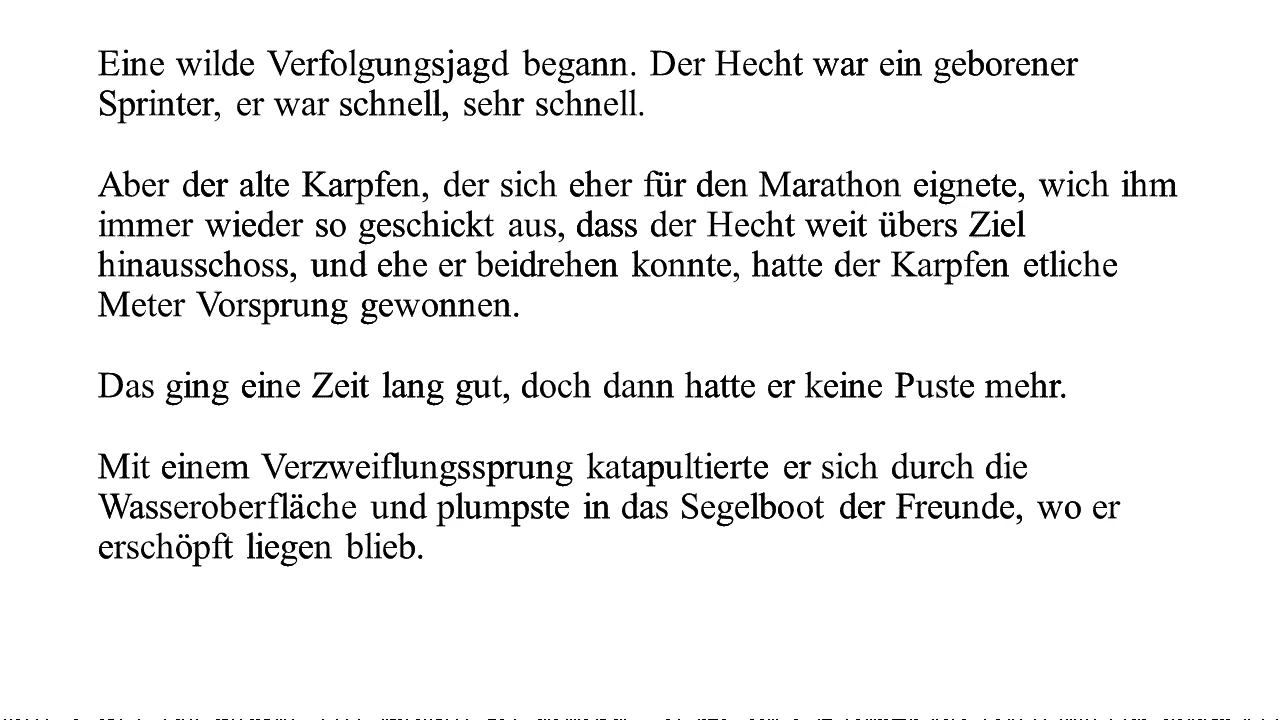 Eine wilde Verfolgungsjagd begann. Der Hecht war ein geborener
Sprinter, er war schnell, sehr schnell.
Aber der alte Karpfen, der sich eher für den Marathon eignete, wich ihm
immer wieder so geschickt aus, dass der Hecht weit übers Ziel
hinausschoss, und ehe er beidrehen konnte, hatte der Karpfen etliche
Meter Vorsprung gewonnen.
Das ging eine Zeit lang gut, doch dann hatte er keine Puste mehr.
Mit einem Verzweiflungssprung katapultierte er sich durch die
Wasseroberfläche und plumpste in das Segelboot der Freunde, wo er
erschöpft liegen blieb.